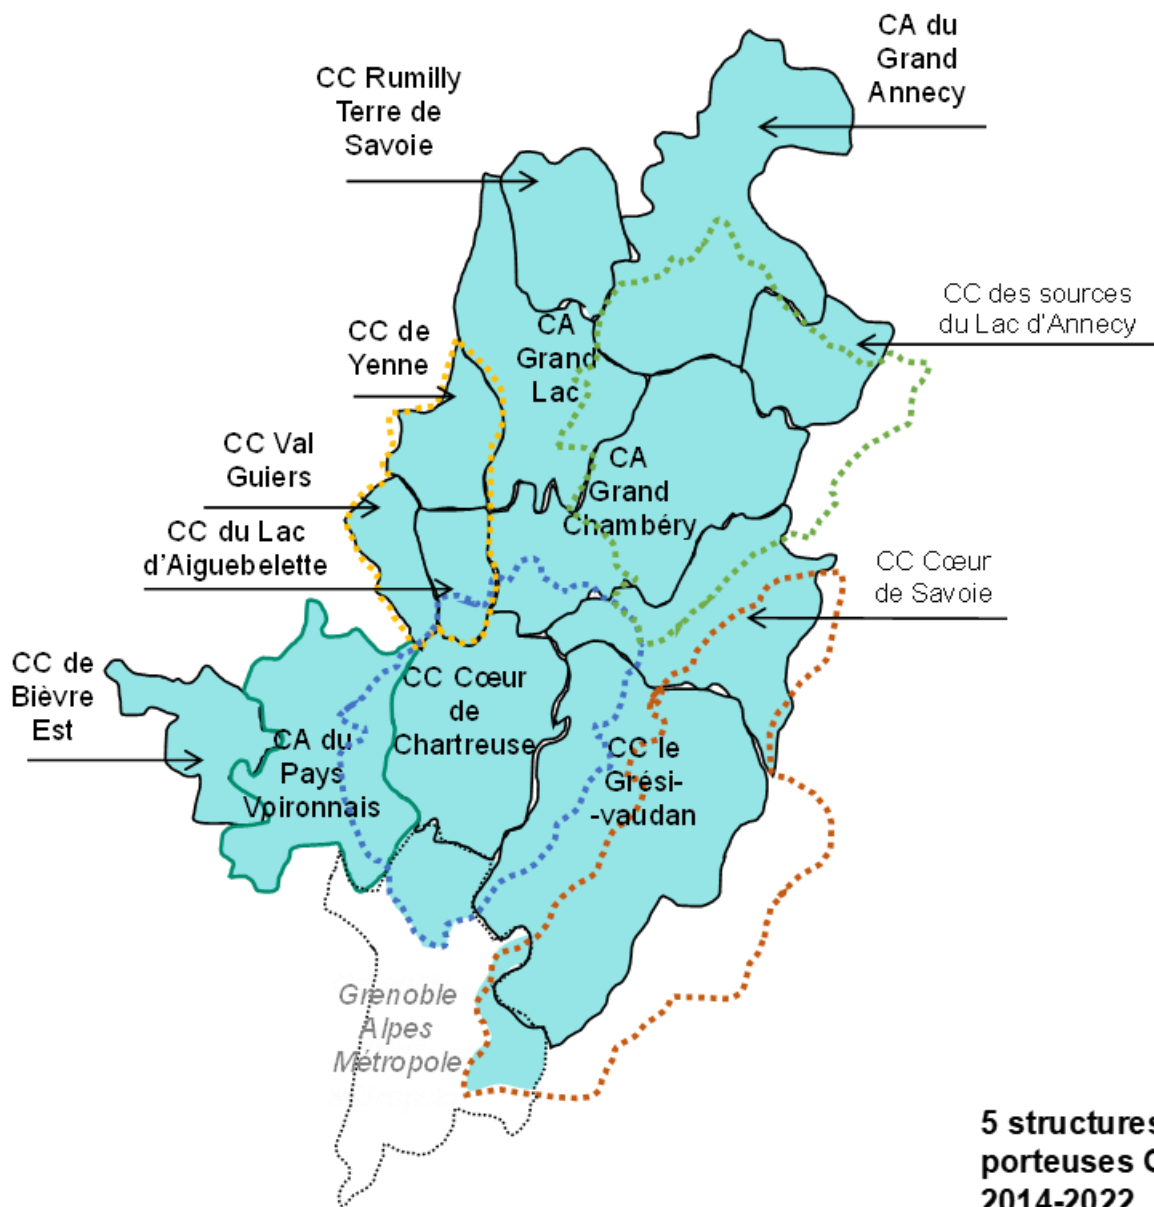 CA du
Grand
Annecy
CC Rumilly
Terre de
Savoie
CC des sources
du Lac d'Annecy
CA
Grand
Lac
CC de
Yenne
CC Val
Guiers
CA
Grand
Chambéry
CC du Lac
d'Aiguebelette
CC Cœur
de Savoie
CC de
Bièvre
Est
CC Cœur
de
Chartreuse
CA du
Pays
Voironnais
CC le
Grési-
-vaudan
Grenoble
Alpes
Métropole
5 structures
porteuses
2014-2022